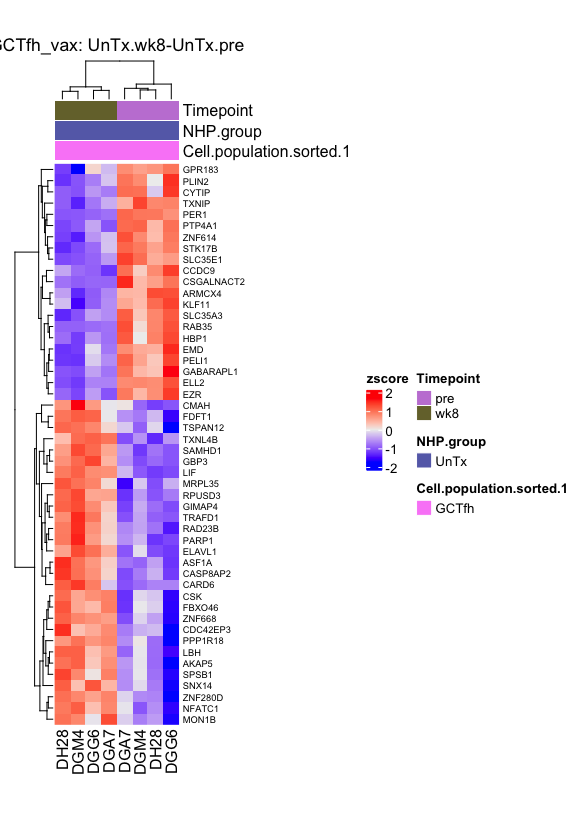 GCTfh_vax: UnTx.wk8-UnTx.pre
Timepoint
NHP.group
Cell.population.sorted.1
GPR183
PLIN2
CYTIP
TXNIP
PER1
PTP4A1
ZNF614
STK17B
SLC35E1
CCDC9
CSGALNACT2
ARMCX4
KLF11
SLC35A3
RAB35
HBP1
EMD
PELI1
GABARAPL1
ELL2
EZR
CMAH
FDFT1
TSPAN12
TXNL4B
SAMHD1
GBP3
LIF
MRPL35
RPUSD3
GIMAP4
TRAFD1
RAD23B
PARP1
ELAVL1
ASF1A
CASP8AP2
CARD6
CSK
FBXO46
ZNF668
CDC42EP3
PPP1R18
LBH
AKAP5
SPSB1
SNX14
ZNF280D
NFATC1
MON1B
DH28
DGM4
DGG6
DGA7
DGA7
DGM4
DH28
DGG6
zscore
2
1
0
-1
-2
Timepoint
pre
wk8
NHP.group
UnTx
Cell.population.sorted.1
GCTfh